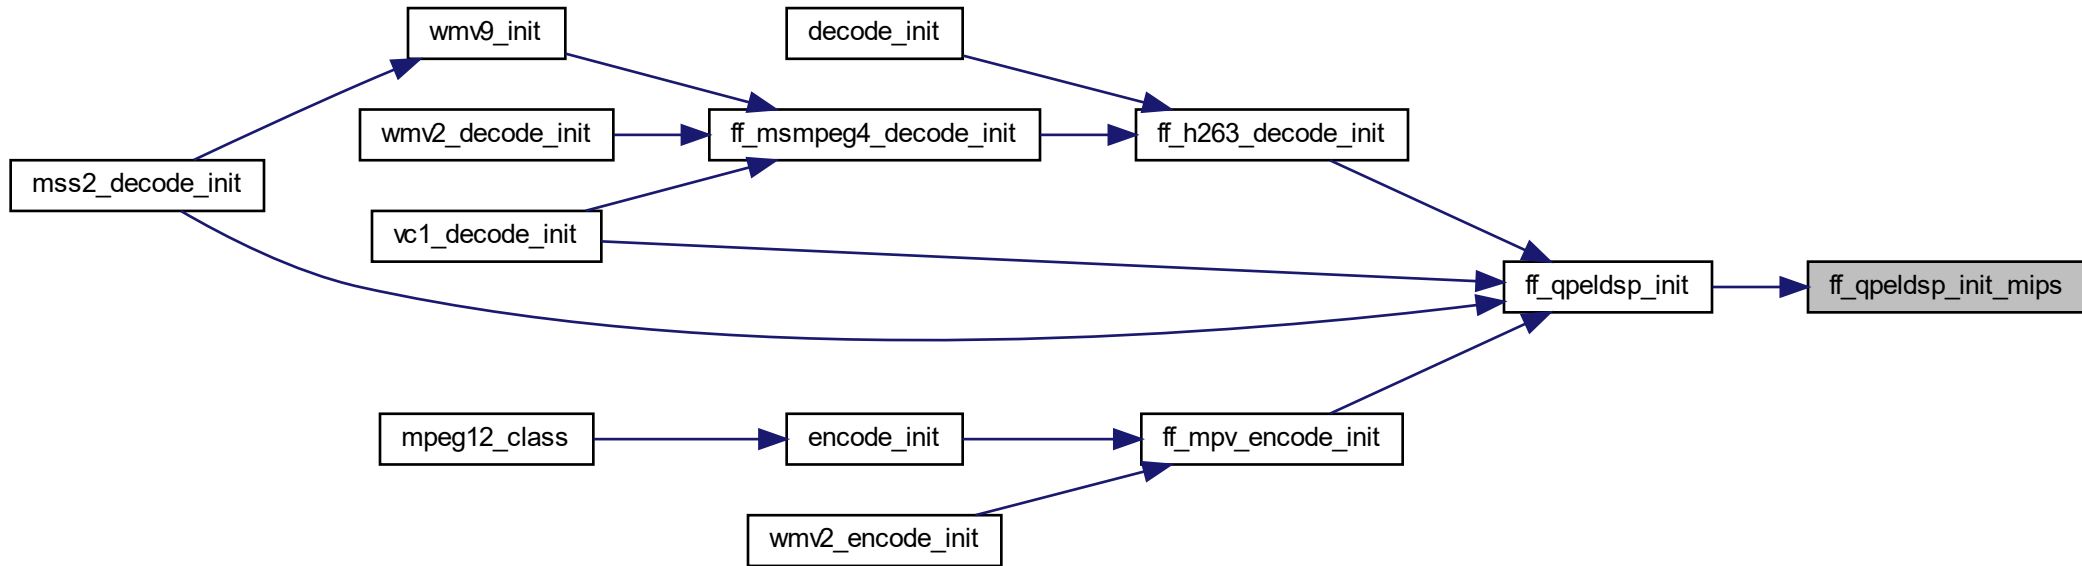 wmv9_init
decode_init
wmv2_decode_init
ff_msmpeg4_decode_init
ff_h263_decode_init
mss2_decode_init
vc1_decode_init
ff_qpeldsp_init
ff_qpeldsp_init_mips
mpeg12_class
encode_init
ff_mpv_encode_init
wmv2_encode_init